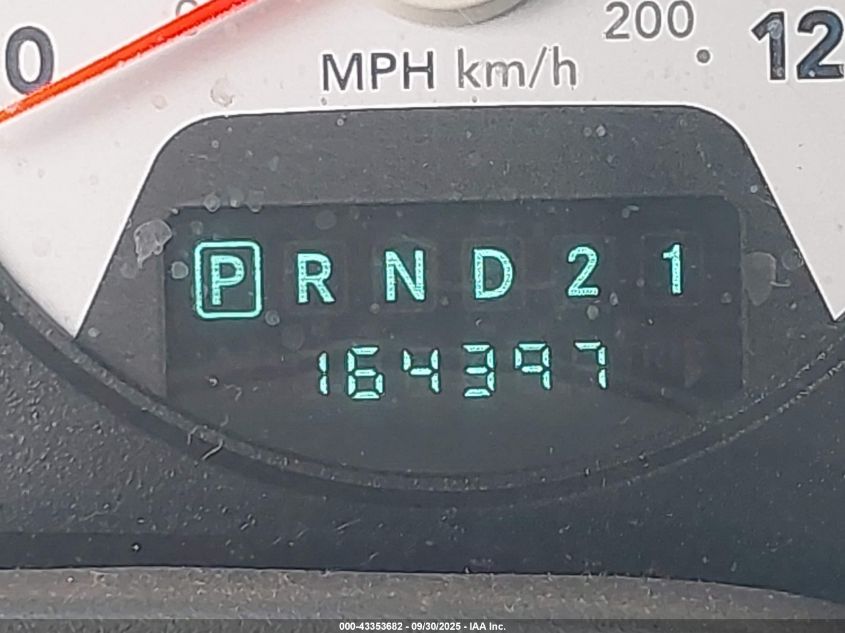 0 200 12
MPH km/h
P R N D 2 1
164397
000-43353682 - 09/30/2025 - IAA Inc.